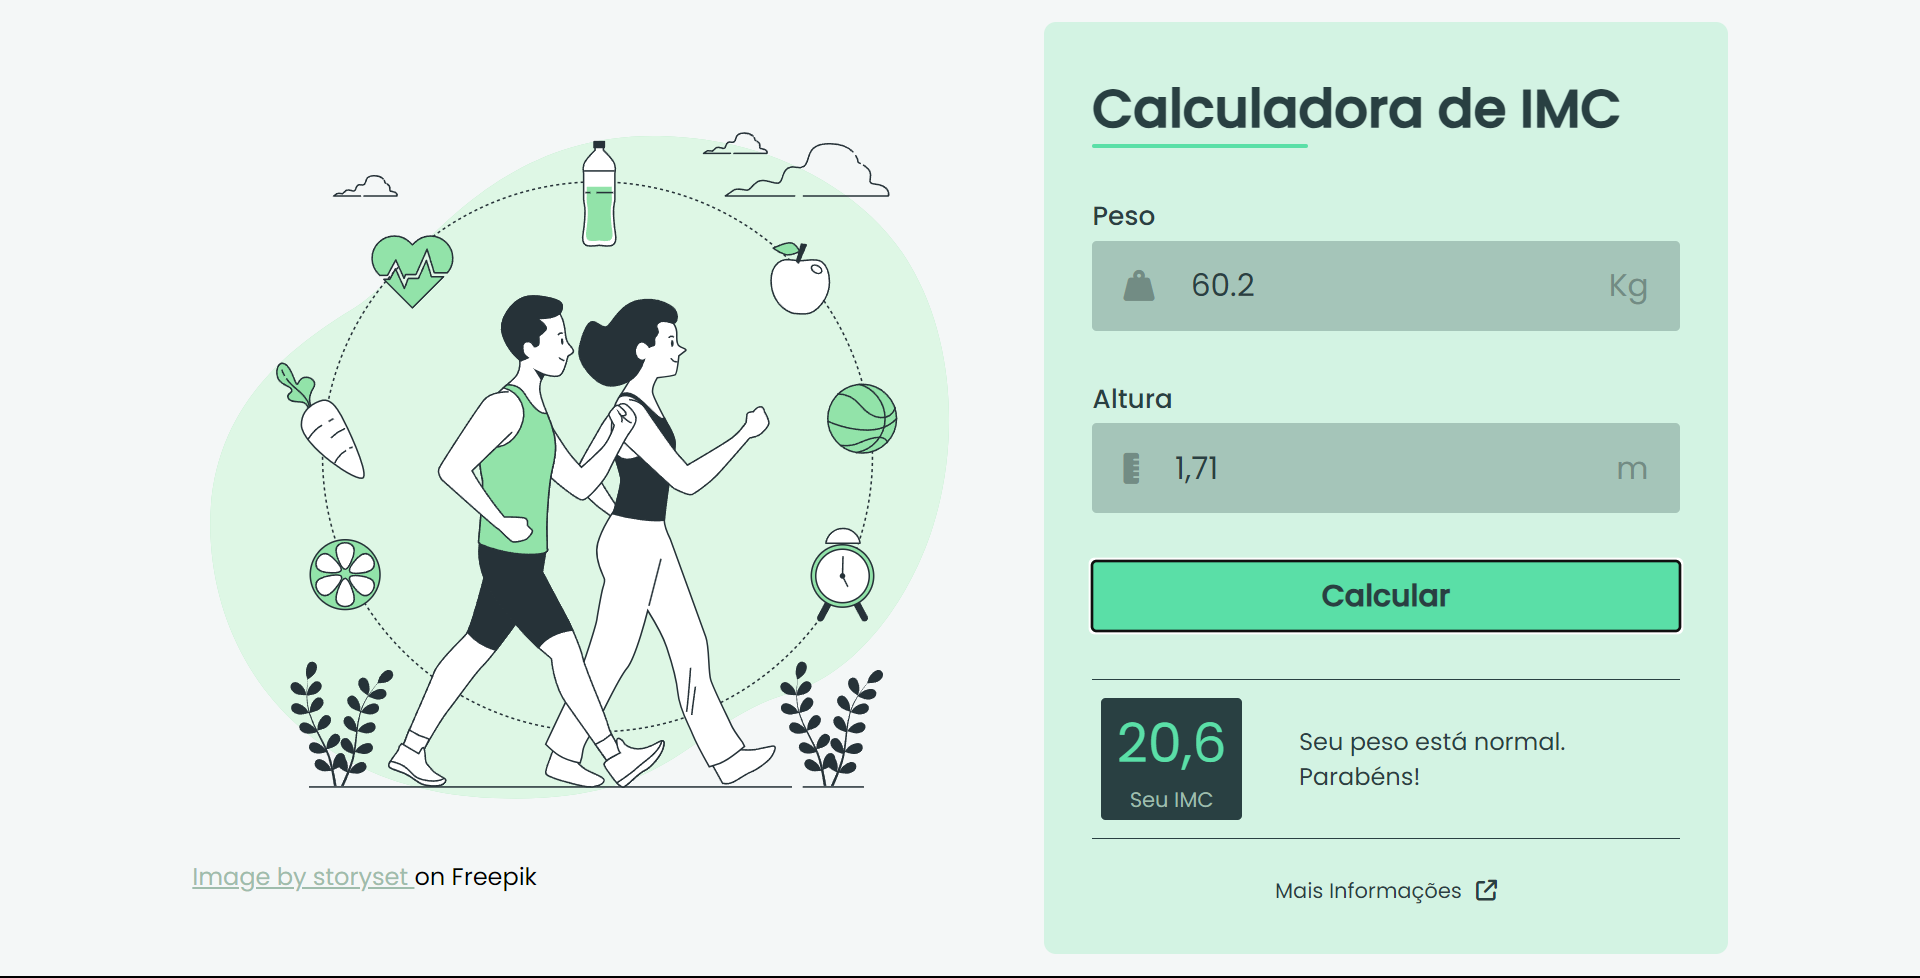 Calculadora de IMC
Peso
60.2 Kg
Altura
1,71 m
Calcular
20,6
Seu IMC
Seu peso está normal.
Parabéns!
Mais Informações
Image by storyset on Freepik